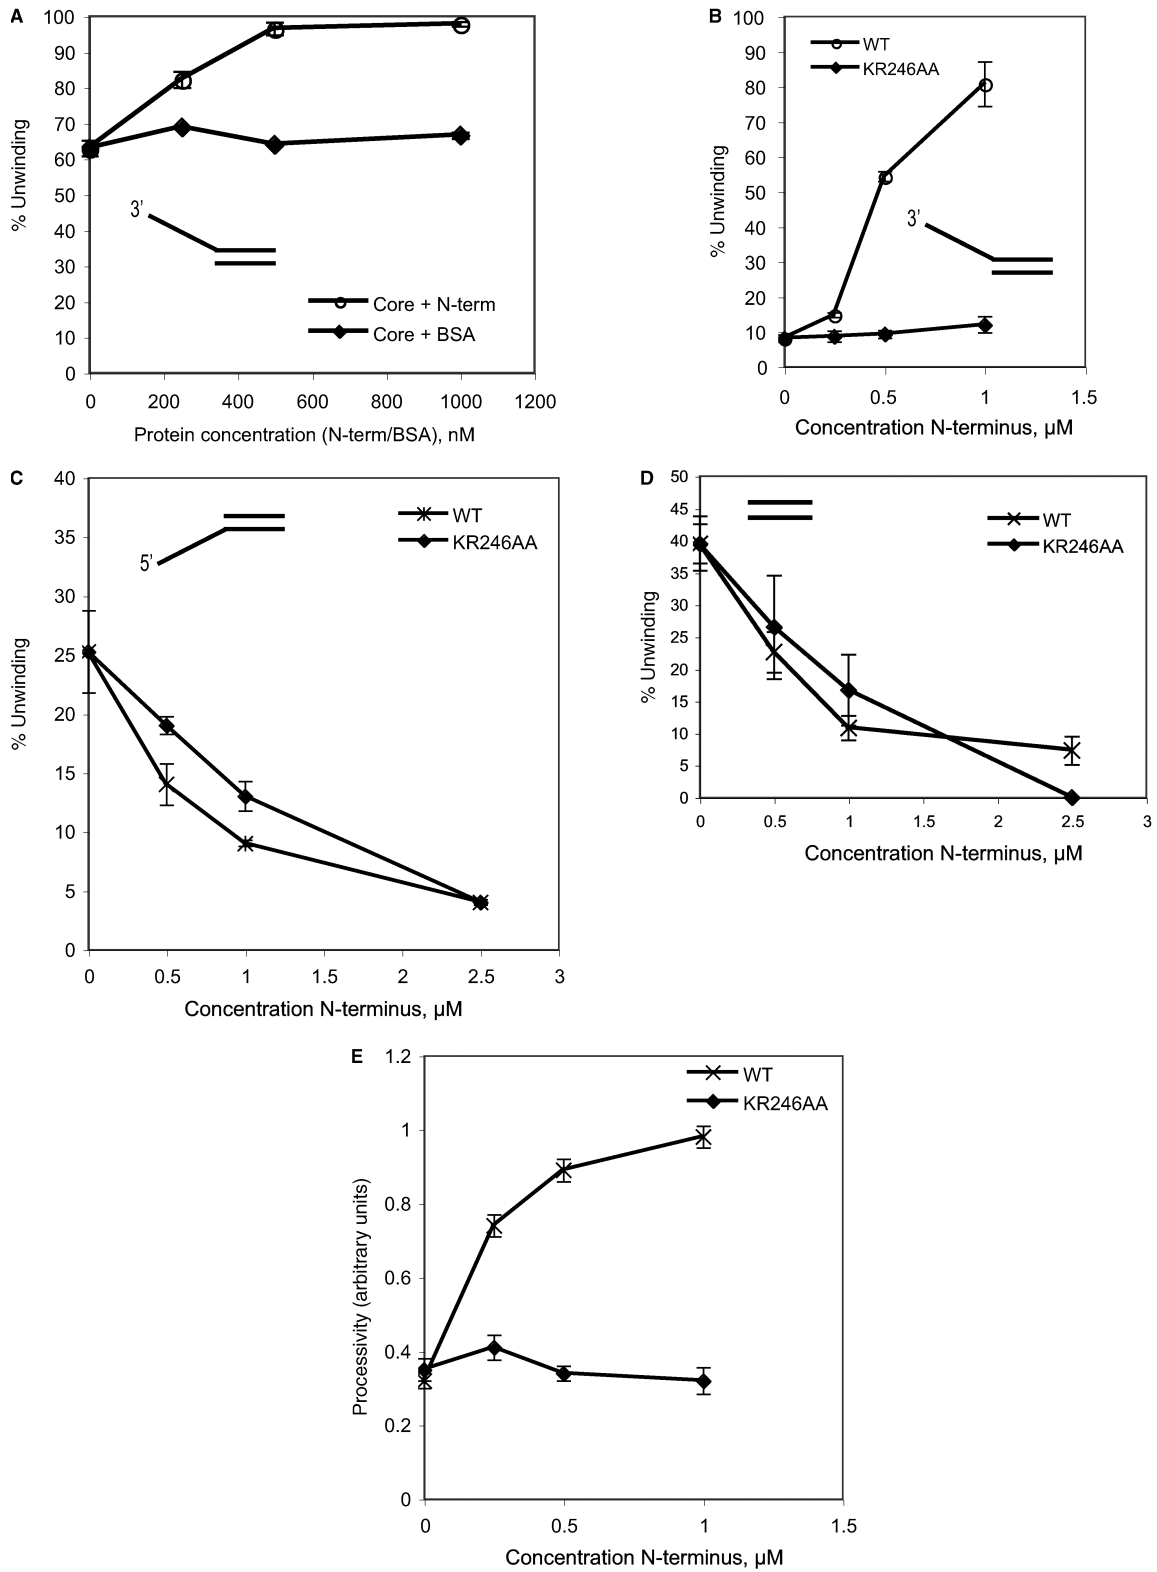 A
100
90
80
70
60
50
40
30
20
10
0
% Unwinding
3'
Core + N-term
Core + BSA
0 200 400 600 800 1000 1200
Protein concentration (N-term/BSA), nM
B
100
90
80
70
60
50
40
30
20
10
0
% Unwinding
WT
KR246AA
3'
0 0.5 1 1.5
Concentration N-terminus, µM
C
40
35
30
25
20
15
10
5
0
% Unwinding
5'
WT
KR246AA
0 0.5 1 1.5 2 2.5 3
Concentration N-terminus, µM
D
50
45
40
35
30
25
20
15
10
5
0
% Unwinding
WT
KR246AA
0 0.5 1 1.5 2 2.5 3
Concentration N-terminus, µM
E
1.2
1
0.8
0.6
0.4
0.2
0
Processivity (arbitrary units)
WT
KR246AA
0 0.5 1 1.5
Concentration N-terminus, µM